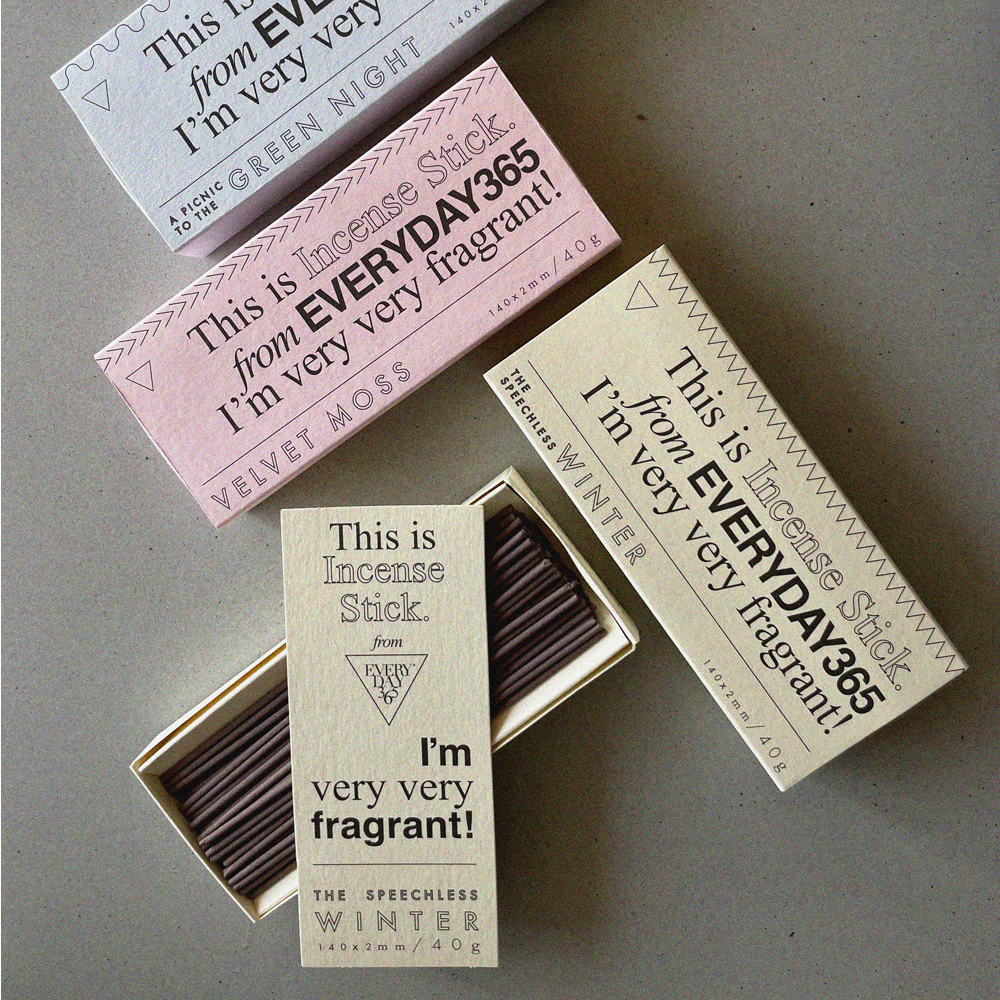 This is
from EVE
I'm very very
140x2
A PICNIC
TO THE GREEN NIGHT
This is Incense Stick.
from EVERYDAY365
I'm very very fragrant!
140x2mm/40g
VELVET MOSS
This is Incense Stick.
from EVERYDAY365
I'm very very fragrant!
THE
SPEECHLESS WINTER
140x2mm/40g
This is
Incense
Stick.
from
EVERY
DAY
365
I'm
very very
fragrant!
THE SPEECHLESS
WINTER
140x2mm/40g